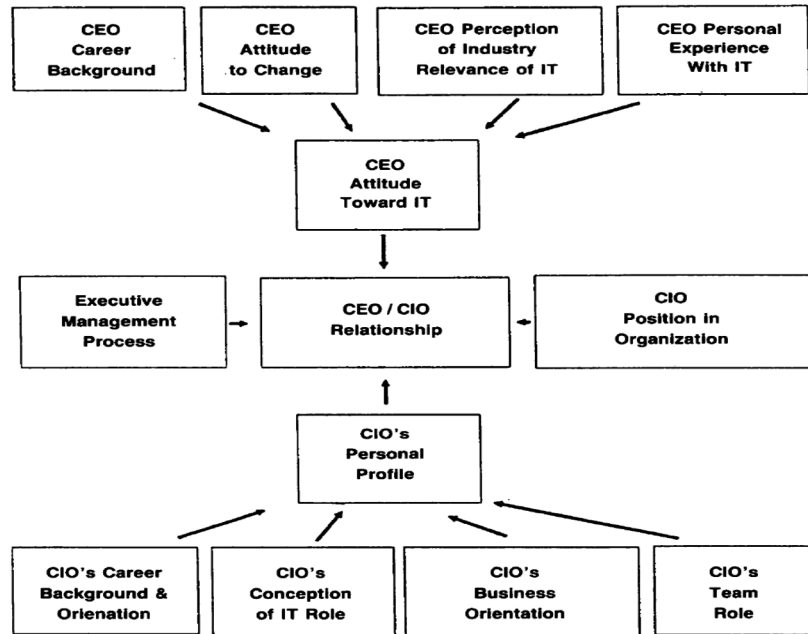 CEO
Career
Background
CEO
Attitude
to Change
CEO Perception
of Industry
Relevance of IT
CEO Personal
Experience
With IT
CEO
Attitude
Toward IT
Executive
Management
Process
CEO / CIO
Relationship
CIO
Position in
Organization
CIO's
Personal
Profile
CIO's Career
Background &
Orienation
CIO's
Conception
of IT Role
CIO's
Business
Orientation
CIO's
Team
Role